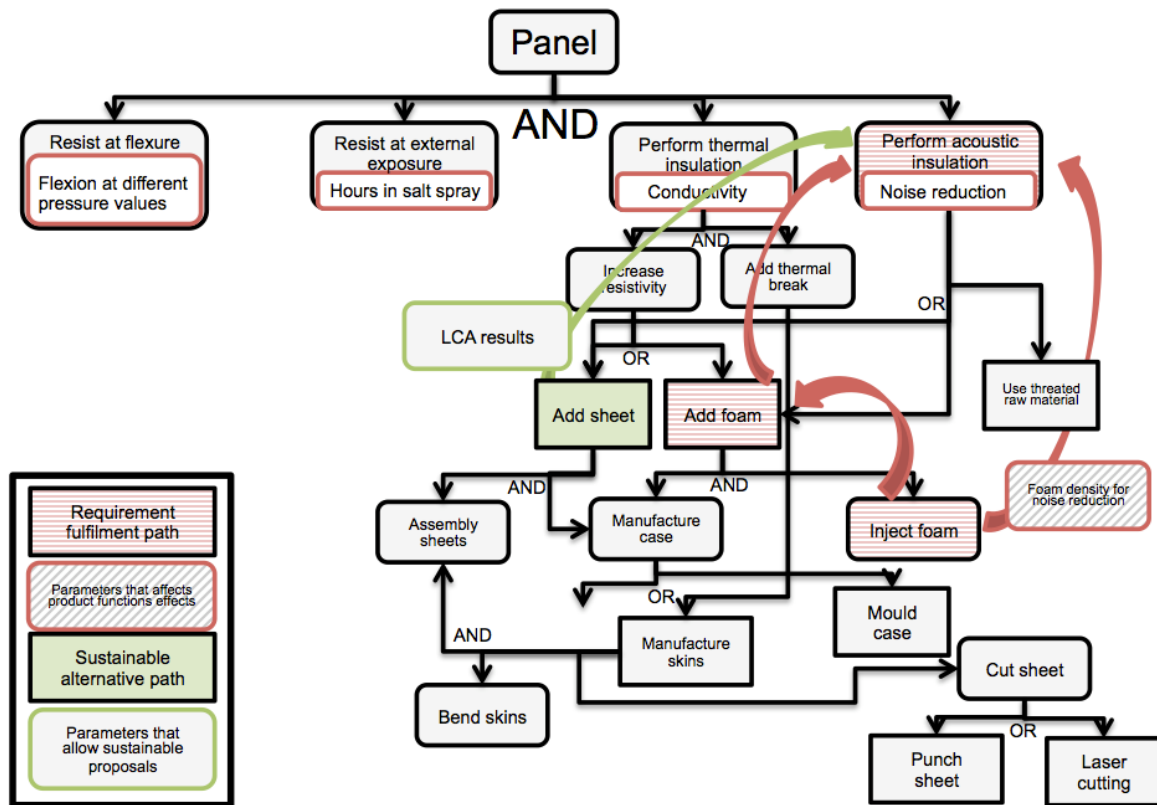 Panel
AND
Resist at flexure
Flexion at different
pressure values
Resist at external
exposure
Hours in salt spray
Perform thermal
insulation
Conductivity
Perform acoustic
insulation
Noise reduction
AND
Increase
resistivity
Add thermal
break
OR
LCA results
OR
Add sheet
Add foam
Use threated
raw material
AND
AND
Foam density for
noise reduction
Assembly
sheets
Manufacture
case
Inject foam
OR
Mould
case
AND
Manufacture
skins
Cut sheet
Bend skins
OR
Punch
sheet
Laser
cutting
Requirement
fulfilment path
Parameters that affects
product functions effects
Sustainable
alternative path
Parameters that
allow sustainable
proposals